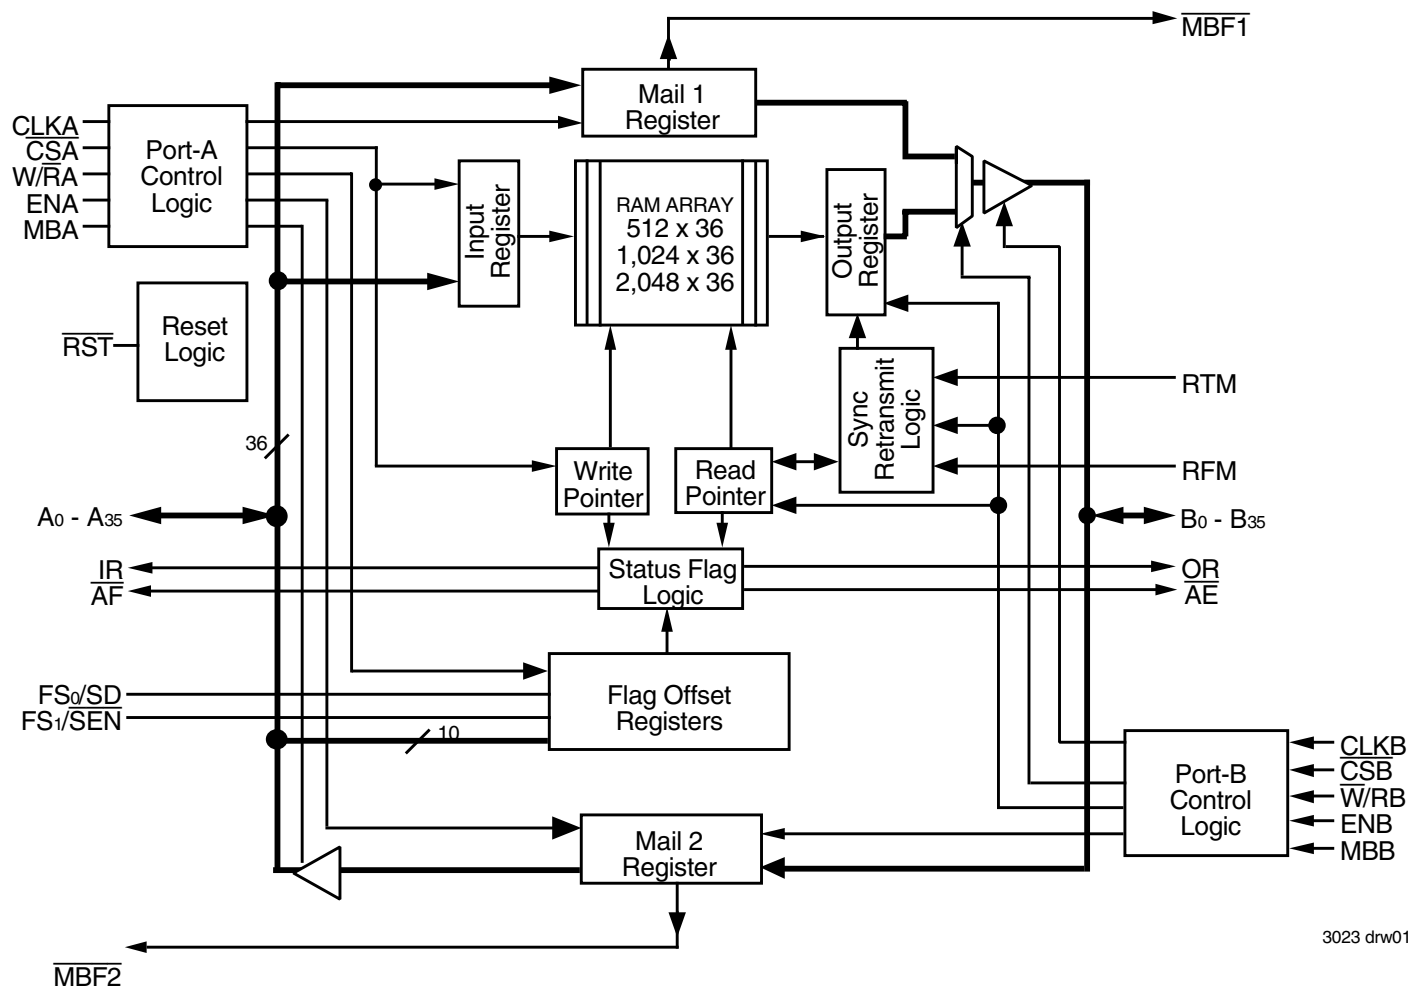 MBF1
Mail 1
Register
CLKA
CSA
W/RA
ENA
MBA
Port-A
Control
Logic
Input
Register
RAM ARRAY
512 x 36
1,024 x 36
2,048 x 36
Output
Register
RST
Reset
Logic
Sync
Retransmit
Logic
RTM
RFM
36
Write
Pointer
Read
Pointer
A0 - A35
B0 - B35
IR
AF
Status Flag
Logic
OR
AE
FS0/SD
FS1/SEN
Flag Offset
Registers
10
Port-B
Control
Logic
CLKB
CSB
W/RB
ENB
MBB
Mail 2
Register
MBF2
3023 drw01